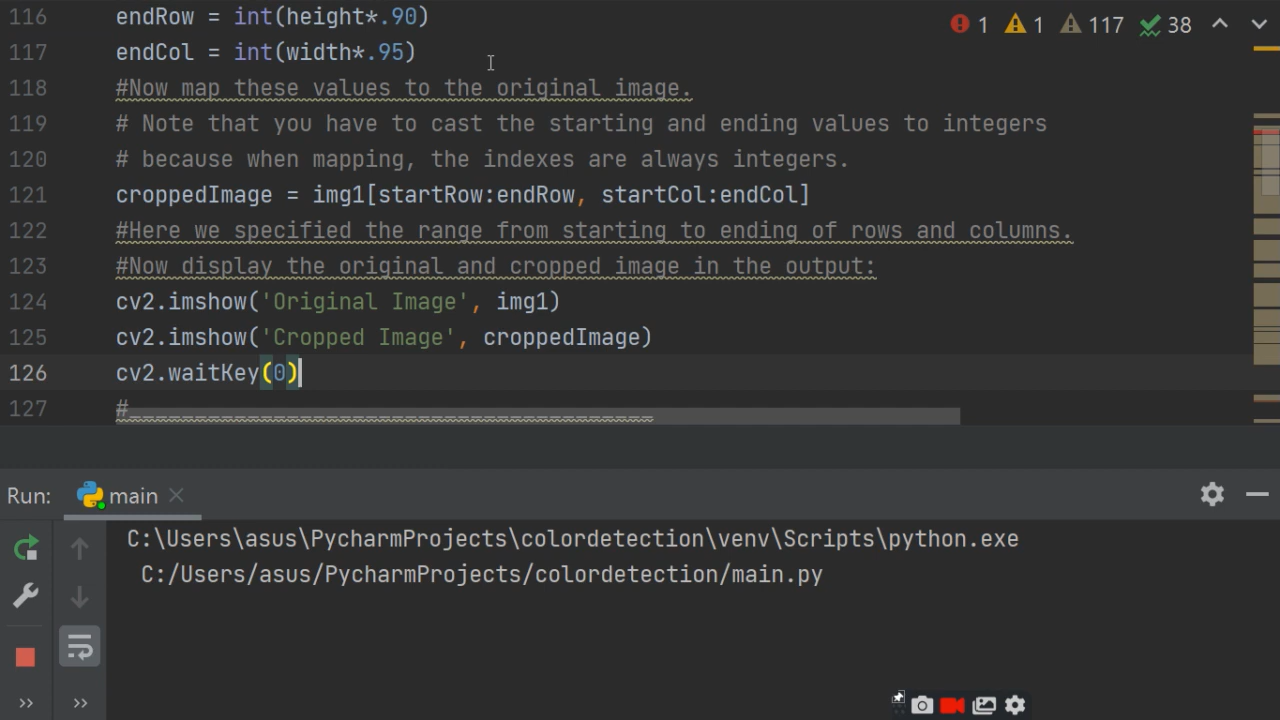 116 endRow = int(height*.90)
1 1 117 38
117 endCol = int(width*.95)
118 #Now map these values to the original image.
119 # Note that you have to cast the starting and ending values to integers
120 # because when mapping, the indexes are always integers.
121 croppedImage = img1[startRow:endRow, startCol:endCol]
122 #Here we specified the range from starting to ending of rows and columns.
123 #Now display the original and cropped image in the output:
124 cv2.imshow('Original Image', img1)
125 cv2.imshow('Cropped Image', croppedImage)
126 cv2.waitKey(0)
127 #========================================
Run: main
C:\Users\asus\PycharmProjects\colordetection\venv\Scripts\python.exe
C:/Users/asus/PycharmProjects/colordetection/main.py